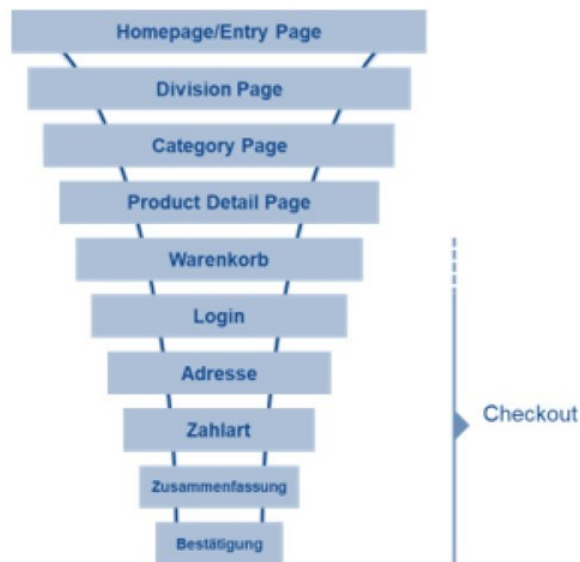 Homepage/Entry Page
Division Page
Category Page
Product Detail Page
Warenkorb
Login
Adresse
Zahlart
Checkout
Zusammenfassung
Bestätigung